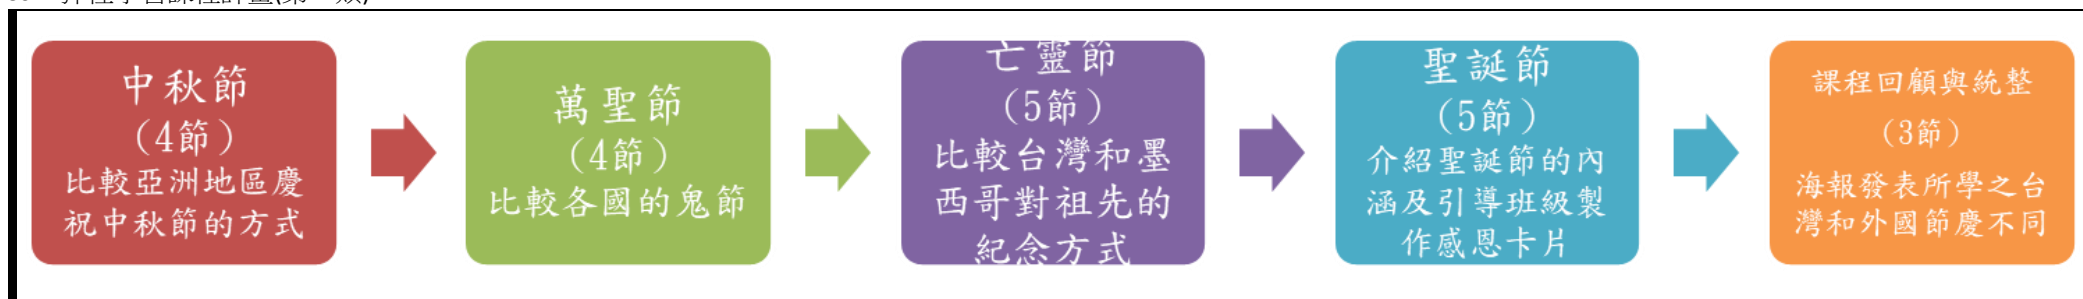 中秋節
(4節)
比較亞洲地區慶
祝中秋節的方式
萬聖節
(4節)
比較各國的鬼節
亡靈節
(5節)
比較台灣和墨
西哥對祖先的
紀念方式
聖誕節
(5節)
介紹聖誕節的內
涵及引導班級製
作感恩卡片
課程回顧與統整
(3節)
海報發表所學之台
灣和外國節慶不同